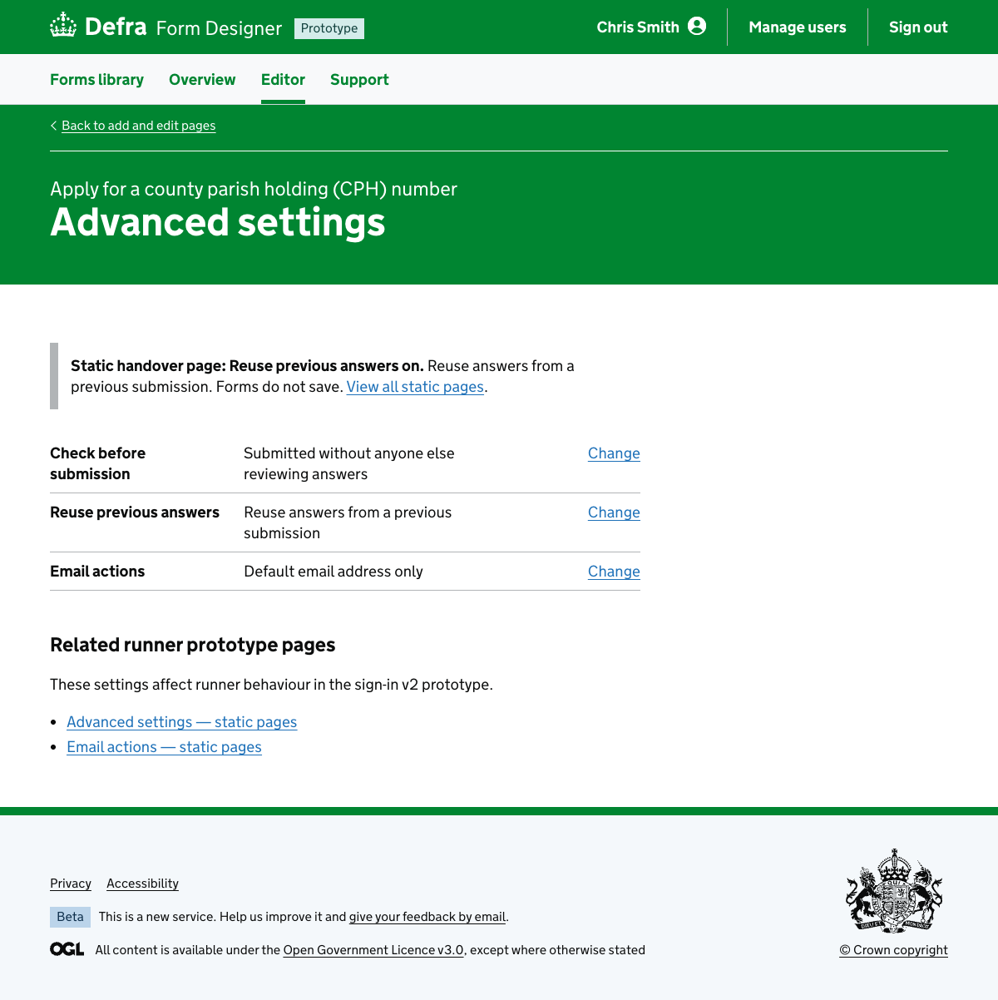 Defra Form Designer Prototype Chris Smith Manage users Sign out
Forms library Overview Editor Support
Back to add and edit pages
Apply for a county parish holding (CPH) number
Advanced settings
Static handover page: Reuse previous answers on. Reuse answers from a
previous submission. Forms do not save. View all static pages.
Check before
submission
Submitted without anyone else
reviewing answers
Change
Reuse previous answers
Reuse answers from a previous
submission
Change
Email actions
Default email address only
Change
Related runner prototype pages
These settings affect runner behaviour in the sign-in v2 prototype.
• Advanced settings — static pages
• Email actions — static pages
Privacy Accessibility
Beta This is a new service. Help us improve it and give your feedback by email.
OGL All content is available under the Open Government Licence v3.0, except where otherwise stated
© Crown copyright